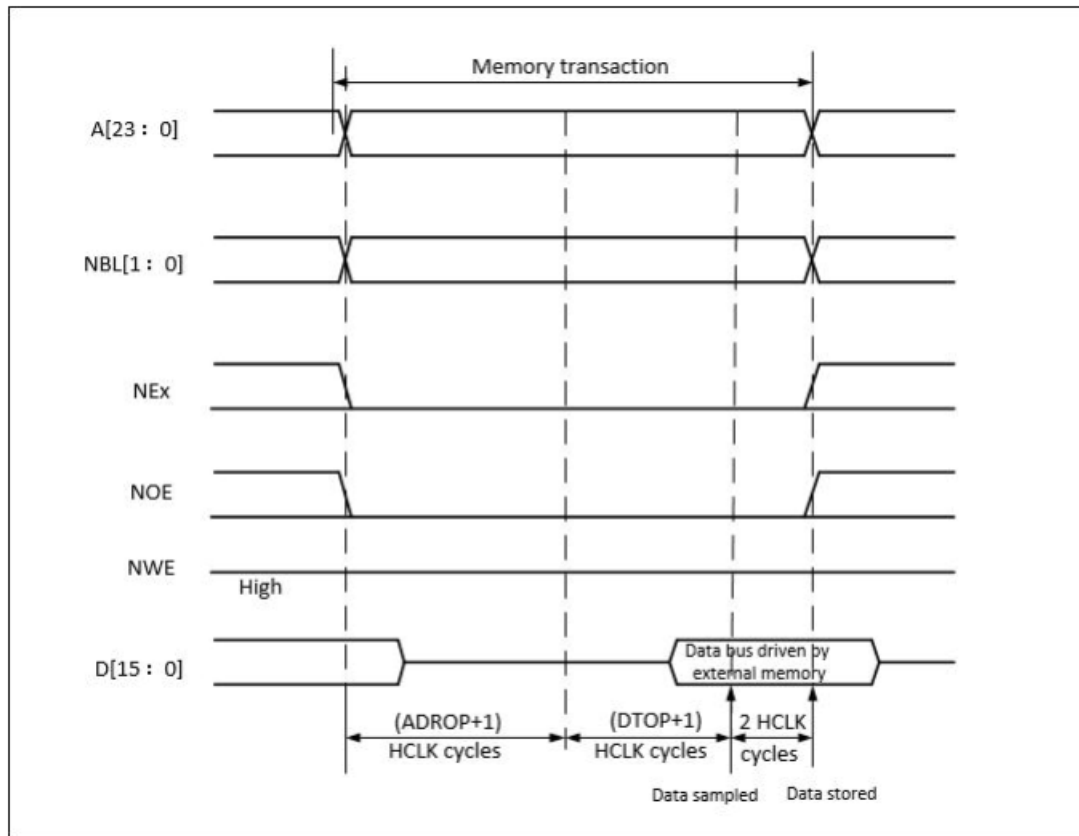 Memory transaction
A[23： 0]
NBL[1： 0]
NEx
NOE
NWE
High
D[15： 0]
Data bus driven by
external memory
(ADROP+1)
HCLK cycles
(DTOP+1)
HCLK cycles
2 HCLK
cycles
Data sampled
Data stored